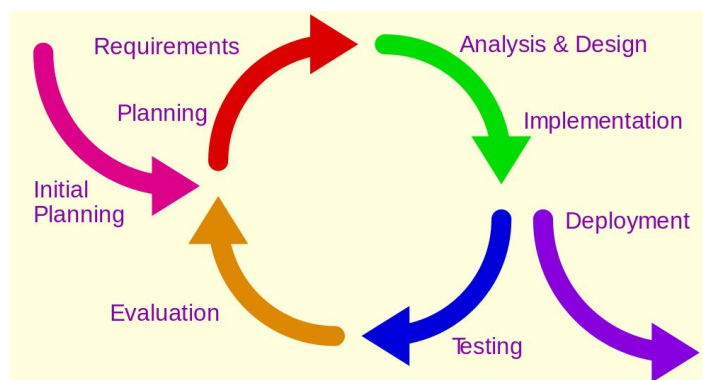 Requirements
Analysis & Design
Planning
Implementation
Initial
Planning
Deployment
Evaluation
Testing